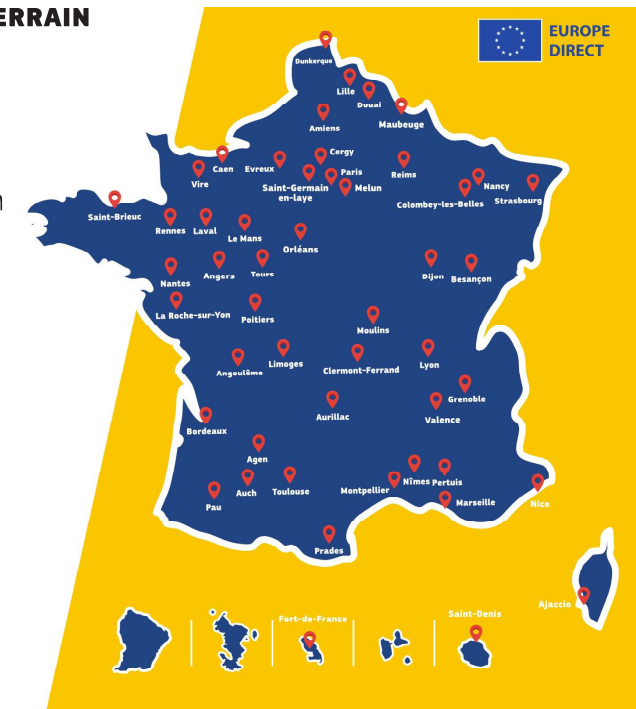 ERRAIN
EUROPE
DIRECT
Dunkerque
Lille
Douai
Maubeuge
Amiens
Cergy
Caen
Evreux
Paris
Reims
Nancy
Vire
Saint-Germain
en-laye
Melun
Colombey-les-Belles
Strasbourg
Saint-Brieuc
Rennes
Laval
Le Mans
Orléans
Nantes
Angers
Tours
Dijon
Besançon
La Roche-sur-Yon
Poitiers
Moulins
Angoulême
Limoges
Clermont-Ferrand
Lyon
Grenoble
Aurillac
Valence
Bordeaux
Agen
Auch
Toulouse
Montpellier
Nîmes
Pertuis
Pau
Marseille
Nice
Prades
Ajaccio
Fort-de-France
Saint-Denis